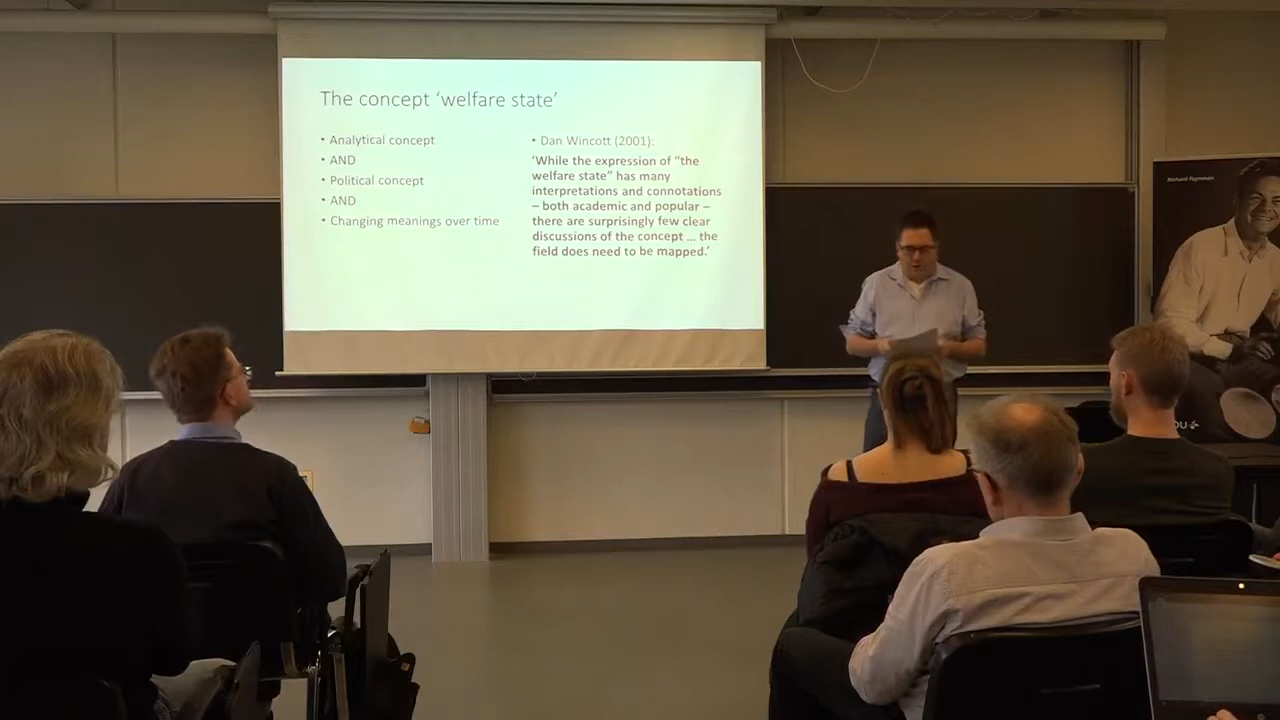 The concept ‘welfare state’
• Analytical concept
• AND
• Political concept
• AND
• Changing meanings over time
• Dan Wincott (2001):
‘While the expression of “the
welfare state” has many
interpretations and connotations
– both academic and popular –
there are surprisingly few clear
discussions of the concept ... the
field does need to be mapped.’
Richard Feynman